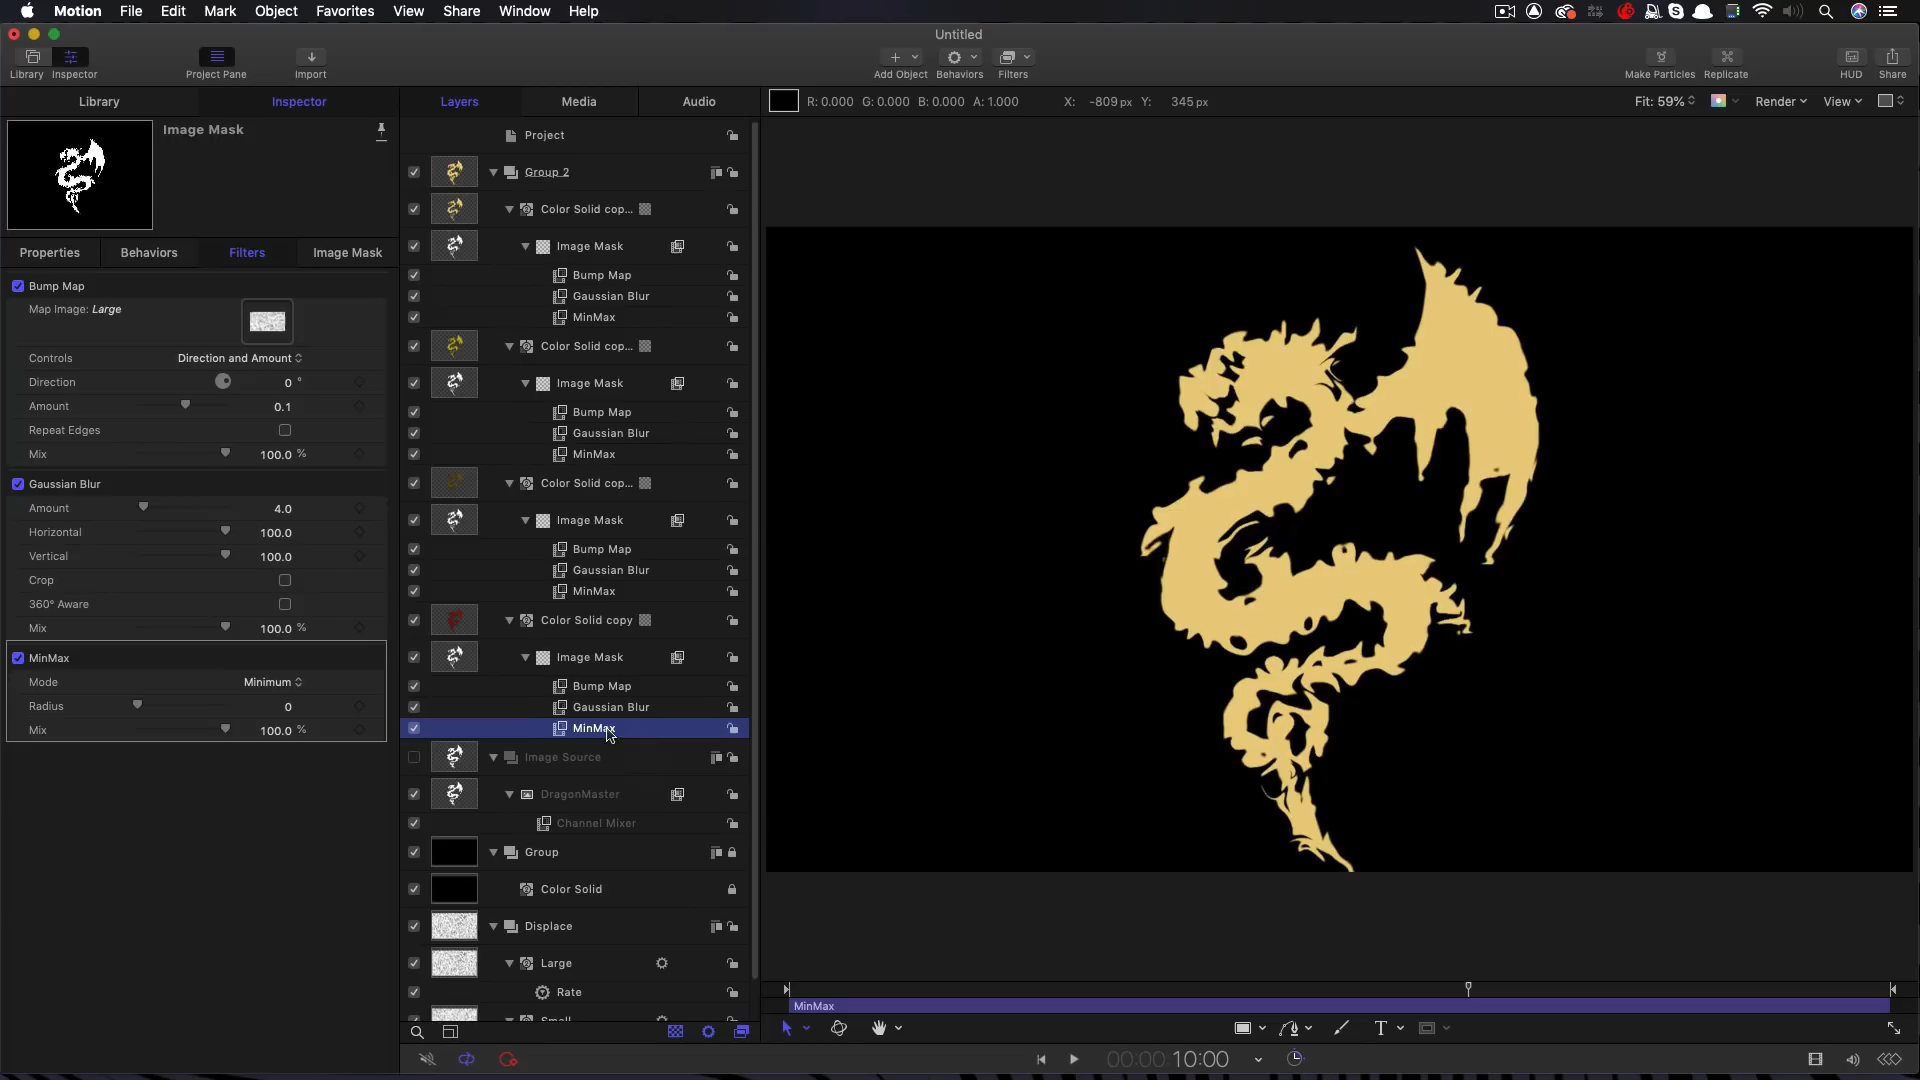 Motion File Edit Mark Object Favorites View Share Window Help
Untitled
Library Inspector Project Pane Import Add Object Behaviors Filters Make Particles Replicate HUD Share
Library Inspector Layers Media Audio R: 0.000 G: 0.000 B: 0.000 A: 1.000 X: -809 px Y: 345 px Fit: 59% Render View
Image Mask
Properties Behaviors Filters Image Mask
Bump Map
Map Image: Large
Controls Direction and Amount
Direction 0 °
Amount 0.1
Repeat Edges
Mix 100.0 %
Gaussian Blur
Amount 4.0
Horizontal 100.0
Vertical 100.0
Crop
360° Aware
Mix 100.0 %
MinMax
Mode Minimum
Radius 0
Mix 100.0 %
Project
Group 2
Color Solid cop...
Image Mask
Bump Map
Gaussian Blur
MinMax
Color Solid cop...
Image Mask
Bump Map
Gaussian Blur
MinMax
Color Solid cop...
Image Mask
Bump Map
Gaussian Blur
MinMax
Color Solid copy
Image Mask
Bump Map
Gaussian Blur
MinMax
Image Source
DragonMaster
Channel Mixer
Group
Color Solid
Displace
Large
Rate
MinMax
T
00:00:10:00